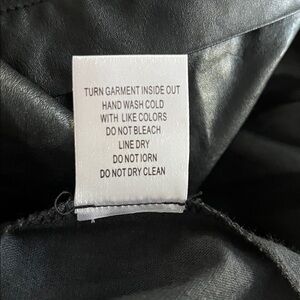 TURN GARMENT INSIDE OUT
HAND WASH COLD
WITH LIKE COLORS
DO NOT BLEACH
LINE DRY
DO NOT IORN
DO NOT DRY CLEAN